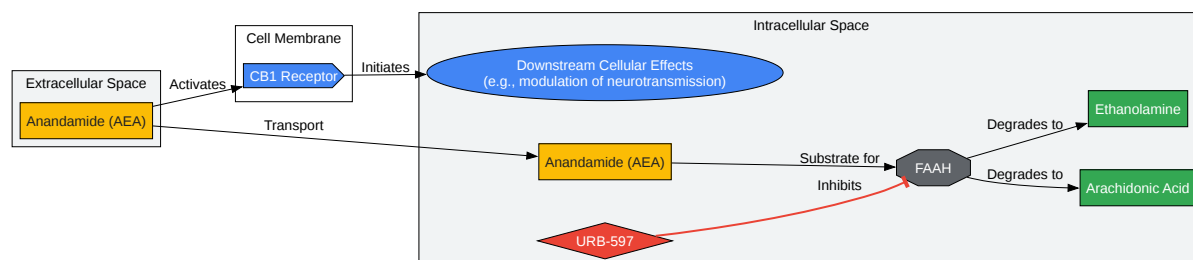 Intracellular Space
Cell Membrane
Downstream Cellular Effects
(e.g., modulation of neurotransmission)
Initiates
CB1 Receptor
Extracellular Space
Activates
Anandamide (AEA)
Transport
Ethanolamine
Degrades to
Anandamide (AEA)
Substrate for
FAAH
Degrades to
Inhibits
Arachidonic Acid
URB-597